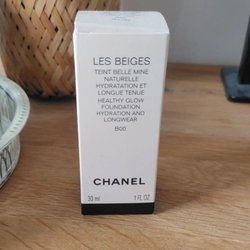 LES BEIGES
TEINT BELLE MINE
NATURELLE
HYDRATATION ET
LONGUE TENUE
HEALTHY GLOW
FOUNDATION
HYDRATION AND
LONGWEAR
B00
CHANEL
30 ml 1 FL. OZ.